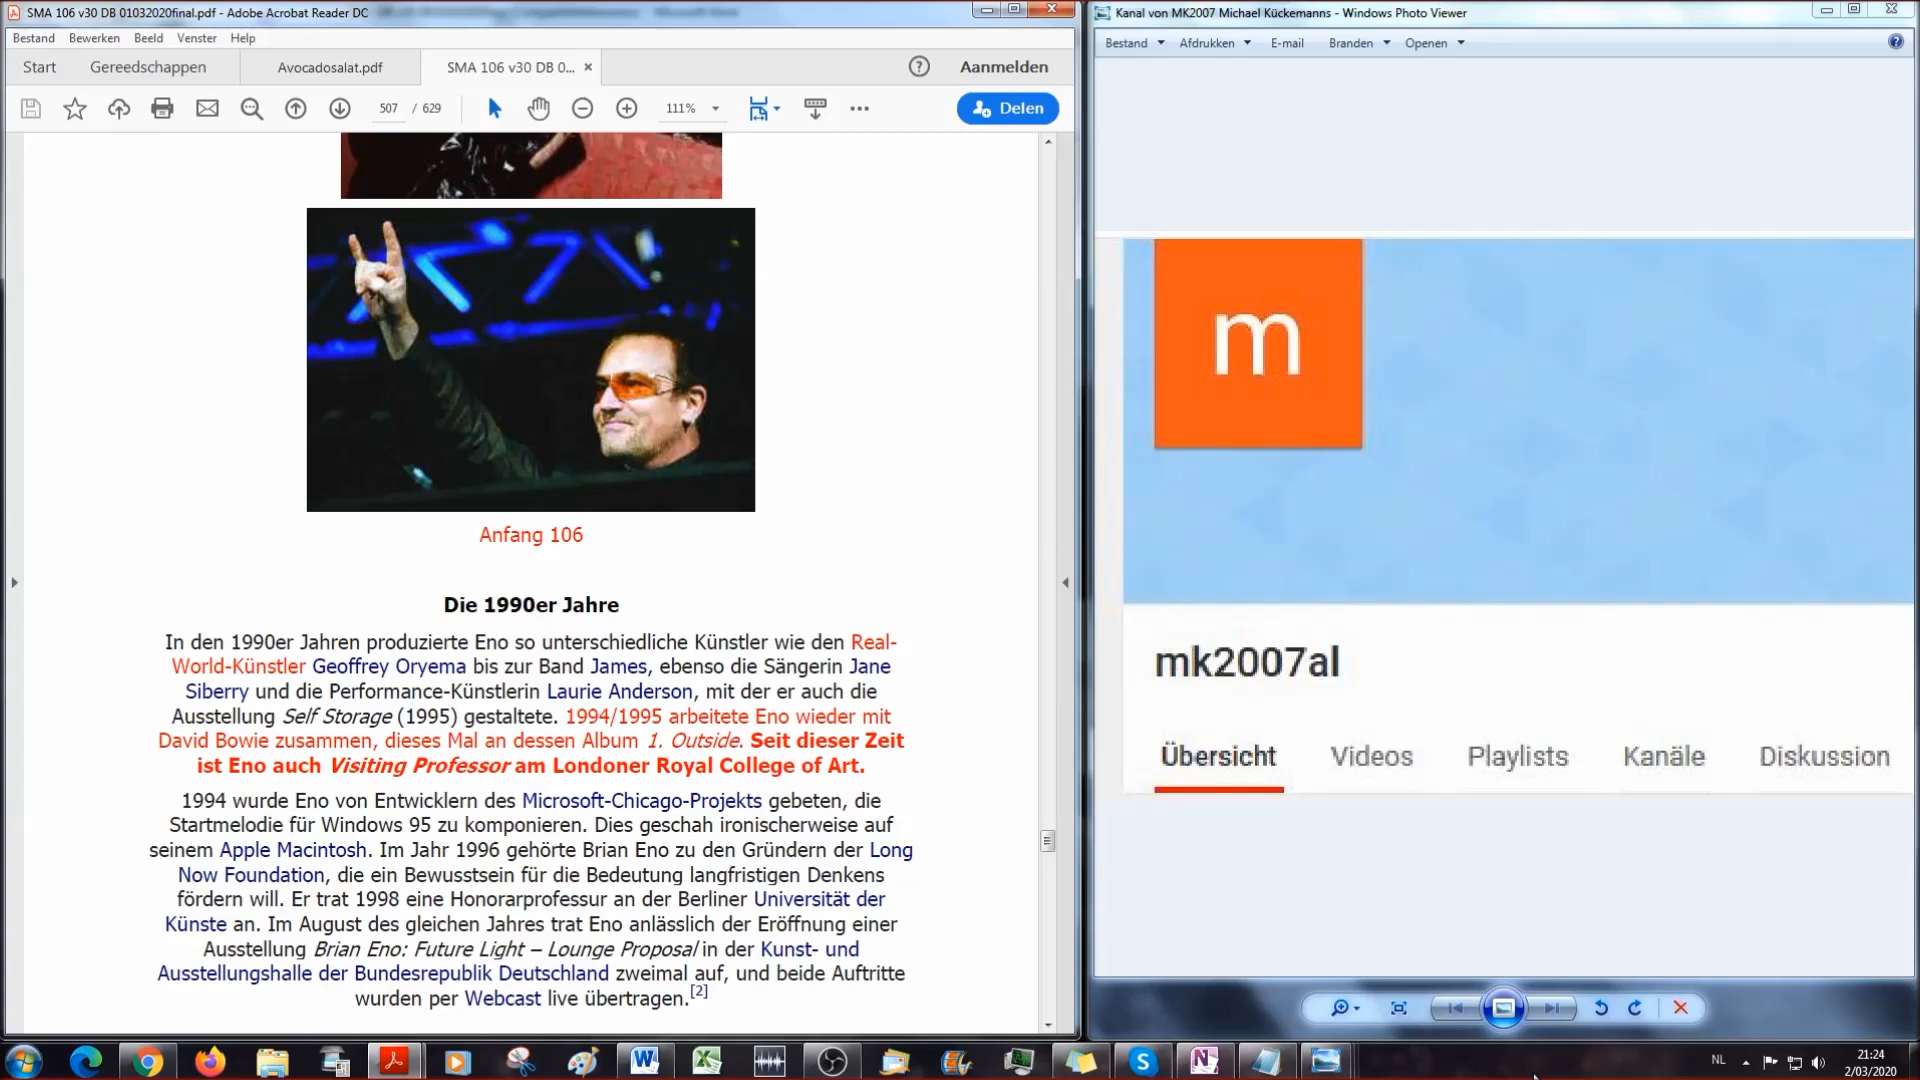 SMA 106 v30 DB 01032020final.pdf - Adobe Acrobat Reader DC
Bestand Bewerken Beeld Venster Help
Start Gereedschappen Avocadosalat.pdf SMA 106 v30 DB 0... × ? Aanmelden
507 / 629 111% Delen
Anfang 106
Die 1990er Jahre
In den 1990er Jahren produzierte Eno so unterschiedliche Künstler wie den Real-
World-Künstler Geoffrey Oryema bis zur Band James, ebenso die Sängerin Jane
Siberry und die Performance-Künstlerin Laurie Anderson, mit der er auch die
Ausstellung Self Storage (1995) gestaltete. 1994/1995 arbeitete Eno wieder mit
David Bowie zusammen, dieses Mal an dessen Album 1. Outside. Seit dieser Zeit
ist Eno auch Visiting Professor am Londoner Royal College of Art.
1994 wurde Eno von Entwicklern des Microsoft-Chicago-Projekts gebeten, die
Startmelodie für Windows 95 zu komponieren. Dies geschah ironischerweise auf
seinem Apple Macintosh. Im Jahr 1996 gehörte Brian Eno zu den Gründern der Long
Now Foundation, die ein Bewusstsein für die Bedeutung langfristigen Denkens
fördern will. Er trat 1998 eine Honorarprofessur an der Berliner Universität der
Künste an. Im August des gleichen Jahres trat Eno anlässlich der Eröffnung einer
Ausstellung Brian Eno: Future Light – Lounge Proposal in der Kunst- und
Ausstellungshalle der Bundesrepublik Deutschland zweimal auf, und beide Auftritte
wurden per Webcast live übertragen.[2]
Kanal von MK2007 Michael Kückemanns - Windows Photo Viewer
Bestand Afdrukken E-mail Branden Openen
m
mk2007al
Übersicht Videos Playlists Kanäle Diskussion
NL 21:24
2/03/2020